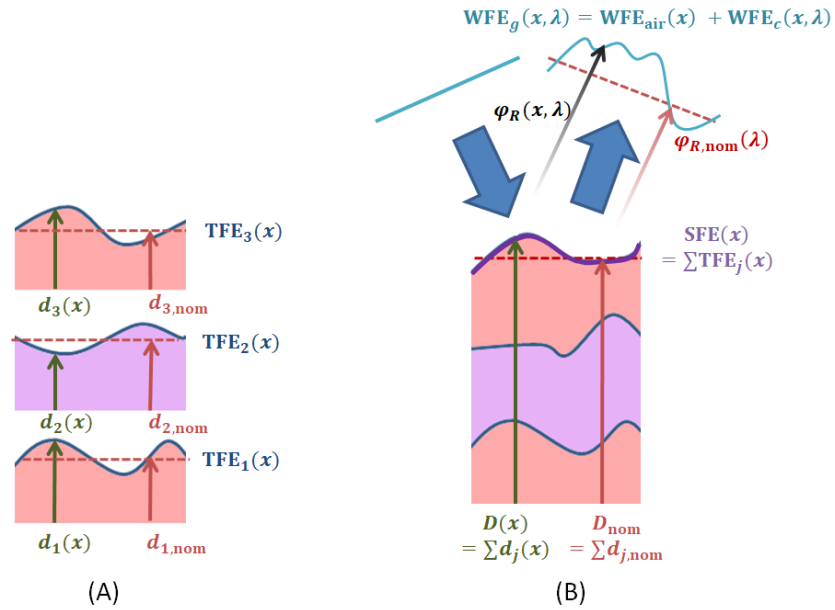 WFE_g(x, λ) = WFE_air(x) + WFE_c(x, λ)
φ_R(x, λ)
φ_R,nom(λ)
TFE_3(x)
d_3(x)
d_3,nom
TFE_2(x)
d_2(x)
d_2,nom
TFE_1(x)
d_1(x)
d_1,nom
(A)
SFE(x)
= ∑TFE_j(x)
D(x)
= ∑d_j(x)
D_nom
= ∑d_j,nom
(B)